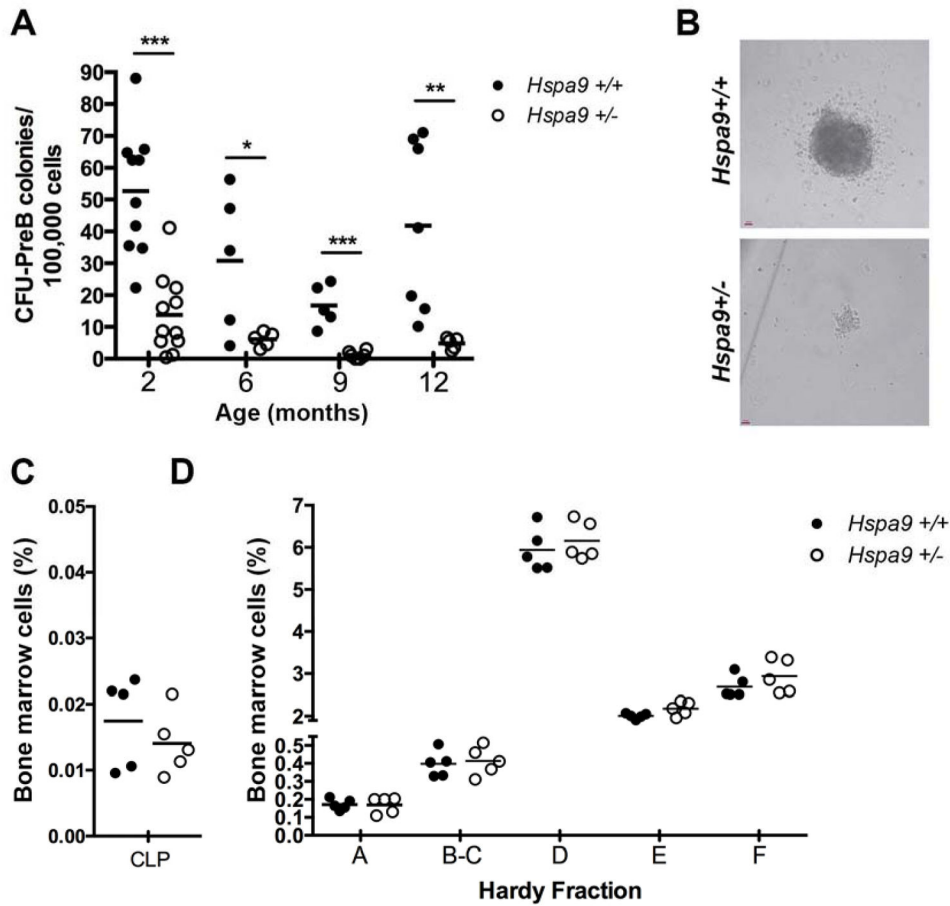 A
***
*
***
**
90
80
70
60
50
40
30
20
10
0
CFU-PreB colonies/
100,000 cells
2 6 9 12
Age (months)
Hspa9 +/+
Hspa9 +/-
B
Hspa9+/+
Hspa9+/-
C
0.05
0.04
0.03
0.02
0.01
0.00
Bone marrow cells (%)
CLP
D
7
6
5
4
3
2
0.5
0.4
0.3
0.2
0.1
0.0
Bone marrow cells (%)
A B-C D E F
Hardy Fraction
Hspa9 +/+
Hspa9 +/-